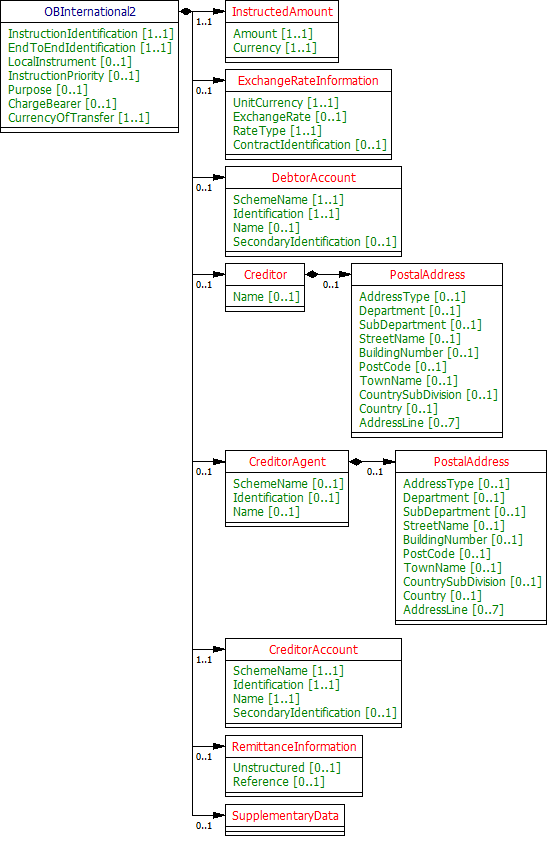 OBInternational2
InstructionIdentification [1..1]
EndToEndIdentification [1..1]
LocalInstrument [0..1]
InstructionPriority [0..1]
Purpose [0..1]
ChargeBearer [0..1]
CurrencyOfTransfer [1..1]
1..1
InstructedAmount
Amount [1..1]
Currency [1..1]
0..1
ExchangeRateInformation
UnitCurrency [1..1]
ExchangeRate [0..1]
RateType [1..1]
ContractIdentification [0..1]
0..1
DebtorAccount
SchemeName [1..1]
Identification [1..1]
Name [0..1]
SecondaryIdentification [0..1]
0..1
Creditor
Name [0..1]
0..1
PostalAddress
AddressType [0..1]
Department [0..1]
SubDepartment [0..1]
StreetName [0..1]
BuildingNumber [0..1]
PostCode [0..1]
TownName [0..1]
CountrySubDivision [0..1]
Country [0..1]
AddressLine [0..7]
0..1
CreditorAgent
SchemeName [0..1]
Identification [0..1]
Name [0..1]
0..1
PostalAddress
AddressType [0..1]
Department [0..1]
SubDepartment [0..1]
StreetName [0..1]
BuildingNumber [0..1]
PostCode [0..1]
TownName [0..1]
CountrySubDivision [0..1]
Country [0..1]
AddressLine [0..7]
1..1
CreditorAccount
SchemeName [1..1]
Identification [1..1]
Name [1..1]
SecondaryIdentification [0..1]
0..1
RemittanceInformation
Unstructured [0..1]
Reference [0..1]
0..1
SupplementaryData